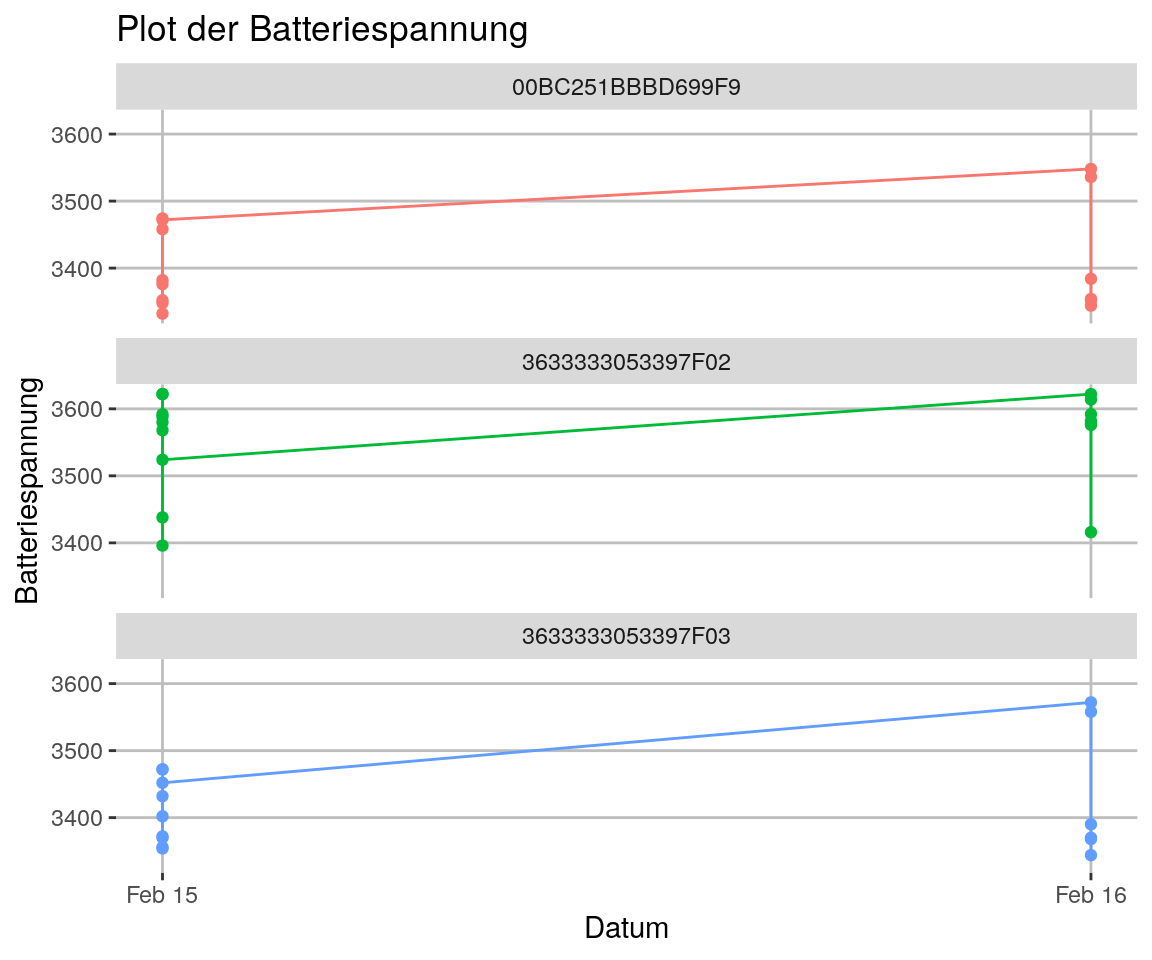 Plot der Batteriespannung
00BC251BBBD699F9
3600
3500
3400
3633333053397F02
3600
3500
3400
Batteriespannung
3633333053397F03
3600
3500
3400
Feb 15
Feb 16
Datum